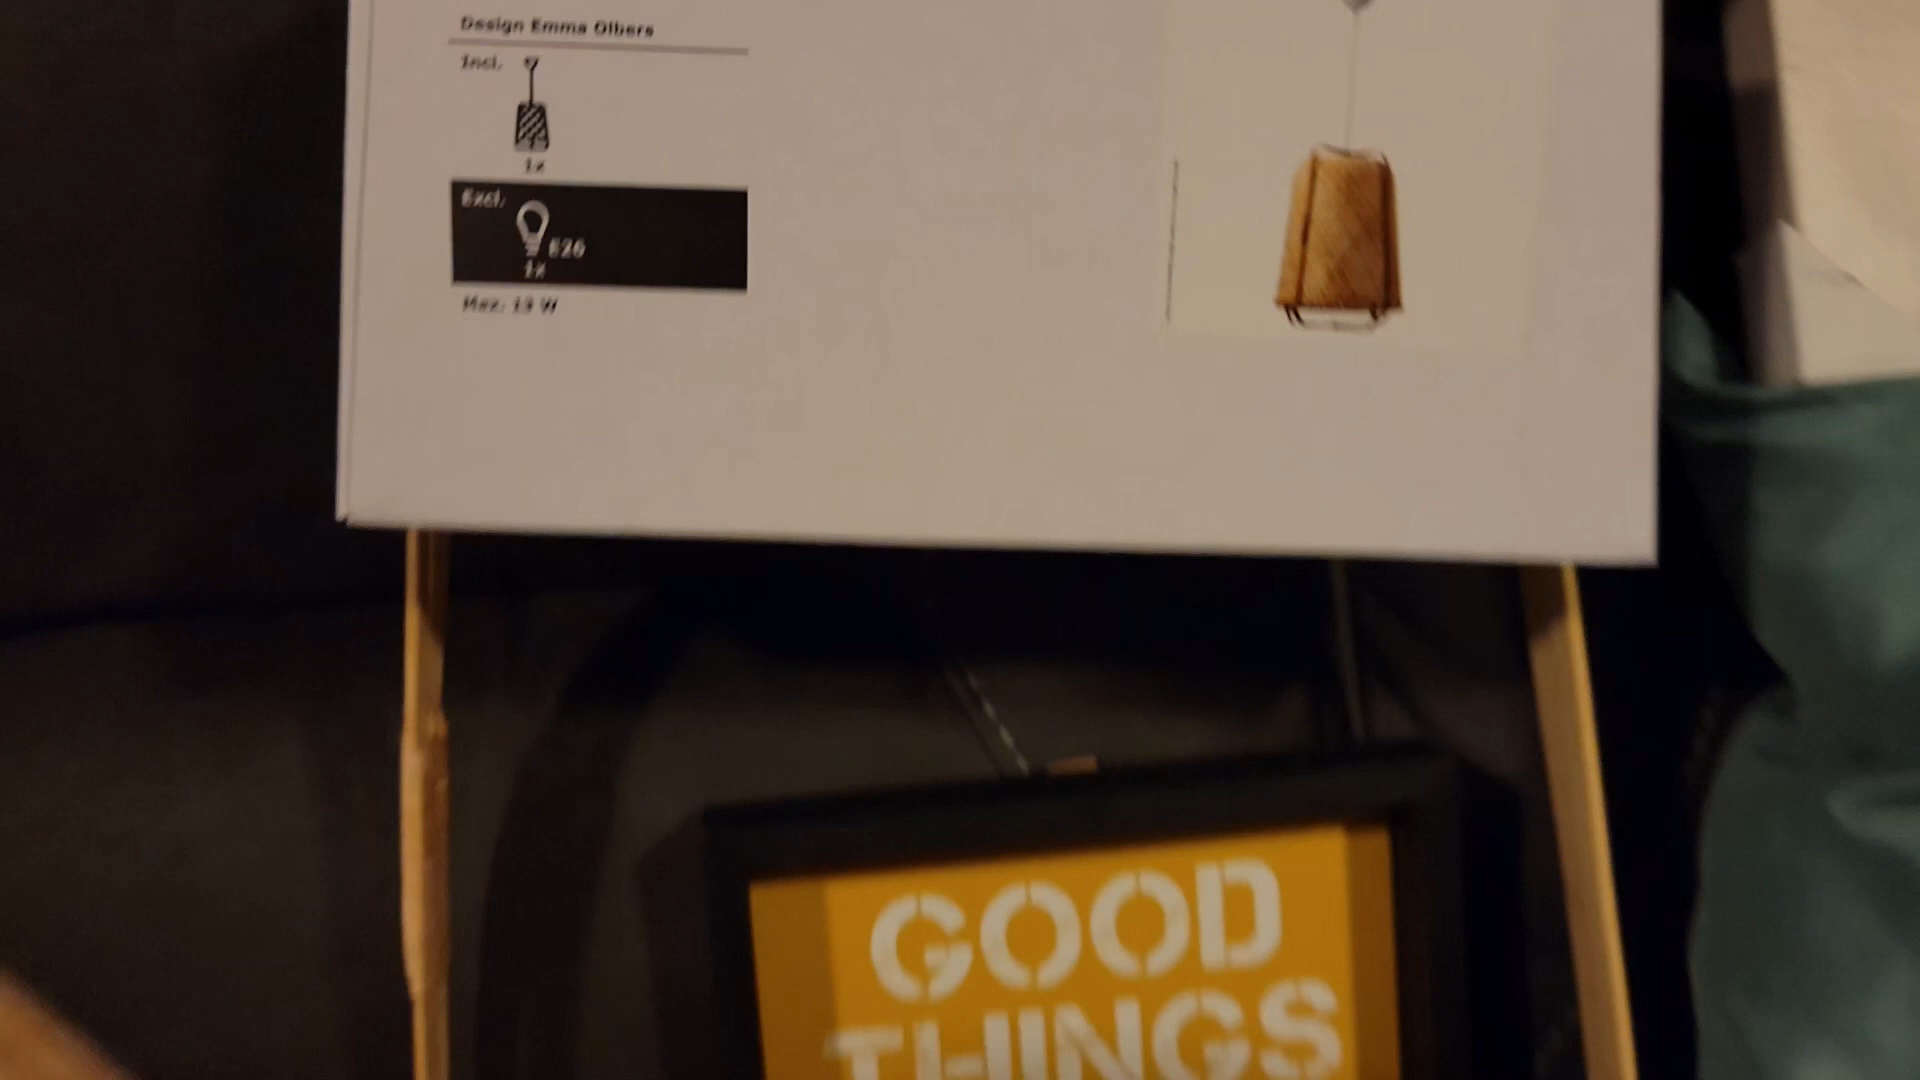 Design Emma Olbers
Incl.
1x
Excl.
E26
1x
Max. 13 W
GOOD
THINGS